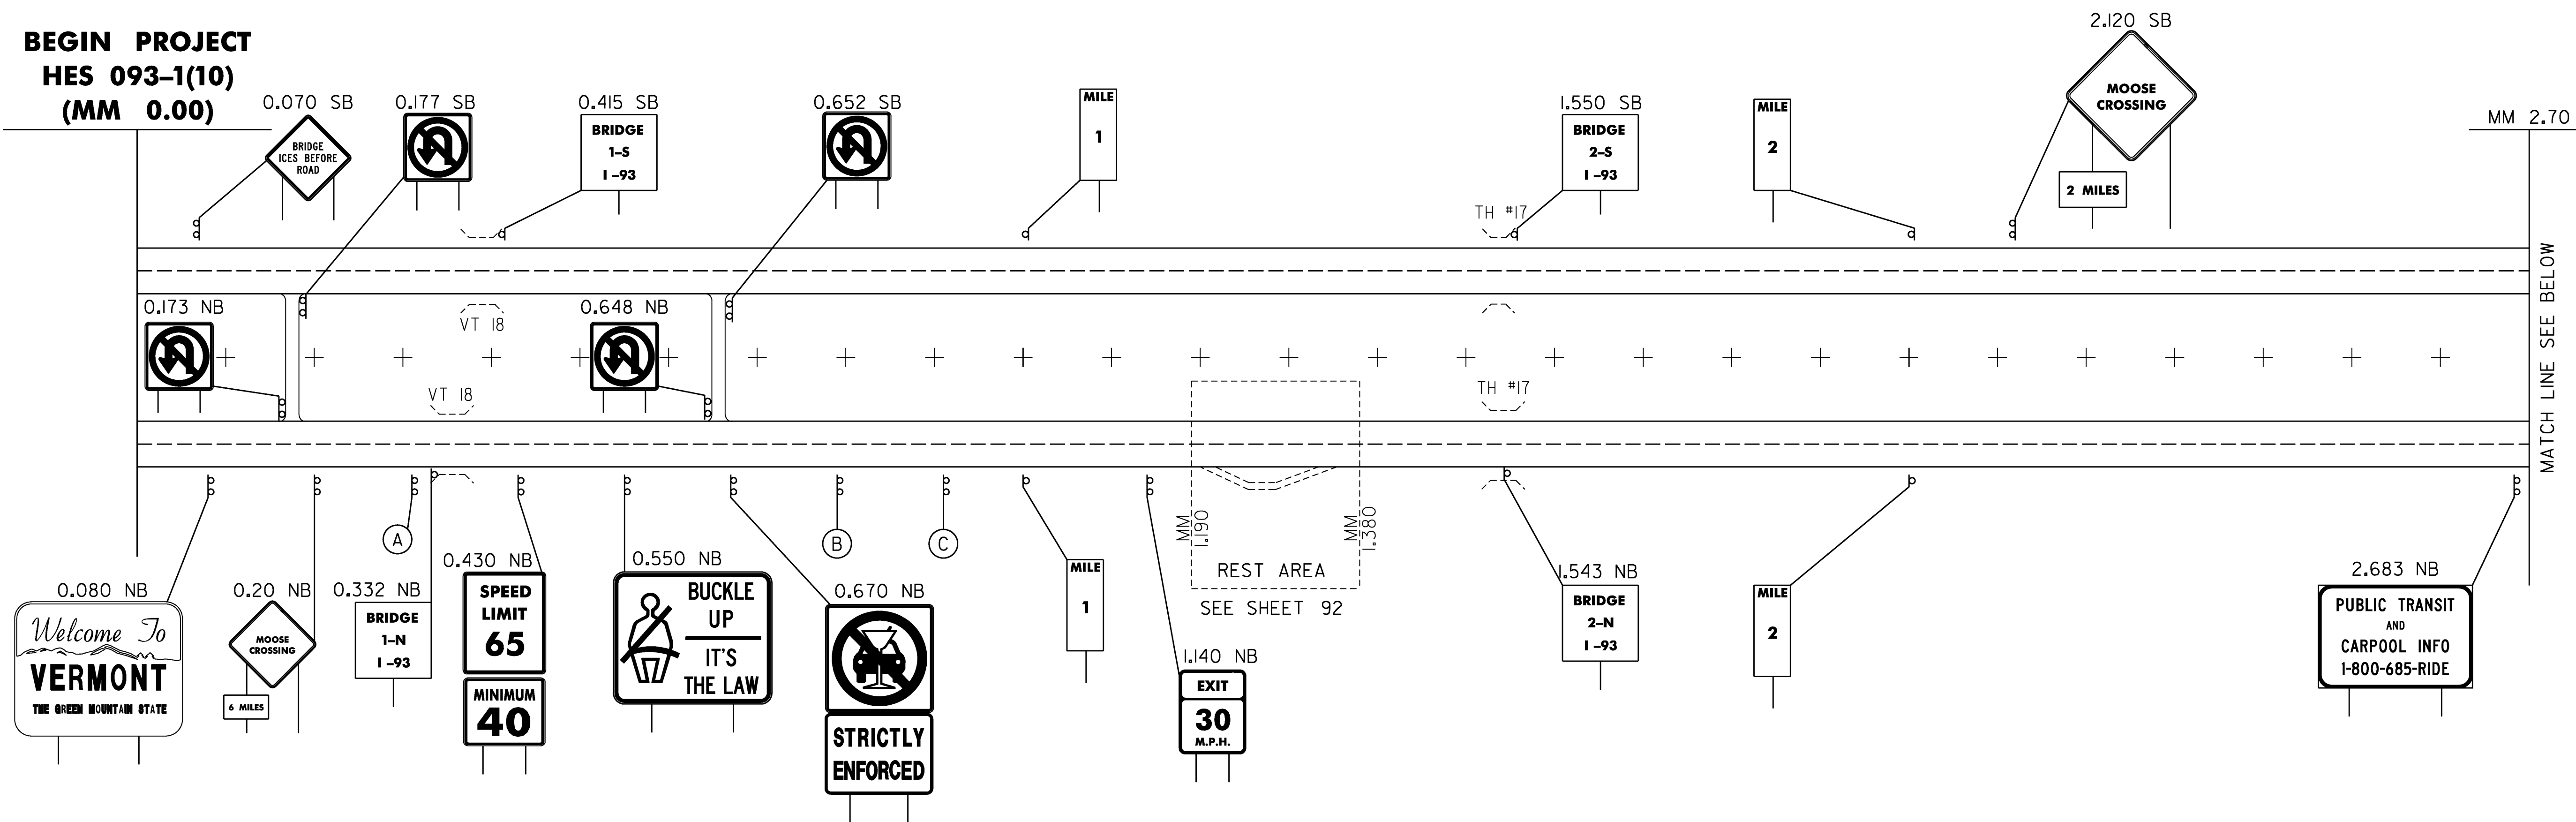 BEGIN PROJECT
HES 093–1(10)
(MM 0.00)
0.070 SB
BRIDGE
ICES BEFORE
ROAD
0.177 SB
0.415 SB
BRIDGE
1–S
I –93
0.652 SB
MILE
1
1.550 SB
BRIDGE
2–S
I –93
MILE
2
2.120 SB
MOOSE
CROSSING
2 MILES
MM 2.70
TH #17
0.173 NB
VT 18
0.648 NB
VT 18
TH #17
MATCH LINE SEE BELOW
A
B
C
0.080 NB
Welcome To
VERMONT
THE GREEN MOUNTAIN STATE
0.20 NB
MOOSE
CROSSING
6 MILES
0.332 NB
BRIDGE
1–N
I –93
0.430 NB
SPEED
LIMIT
65
MINIMUM
40
0.550 NB
BUCKLE
UP
IT'S
THE LAW
0.670 NB
STRICTLY
ENFORCED
MILE
1
1.140 NB
EXIT
30
M.P.H.
MM
1.190
MM
1.380
REST AREA
SEE SHEET 92
1.543 NB
BRIDGE
2–N
I –93
MILE
2
2.683 NB
PUBLIC TRANSIT
AND
CARPOOL INFO
1-800-685-RIDE